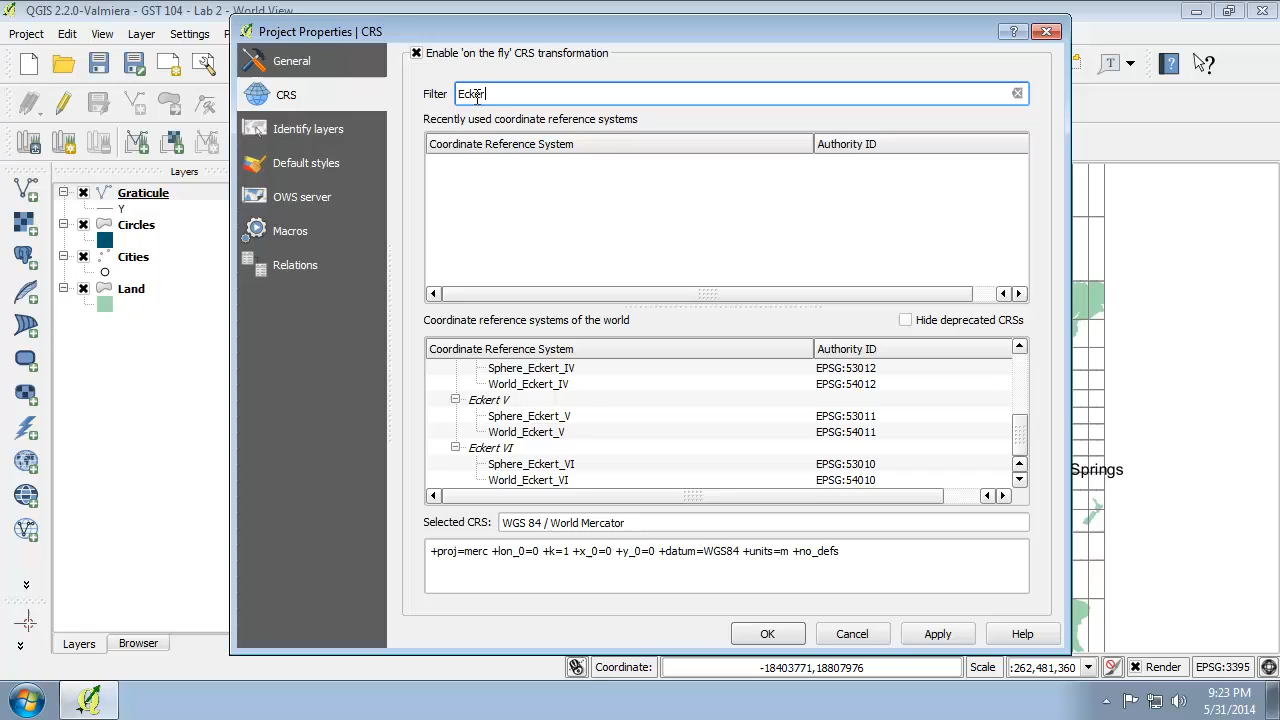 QGIS 2.2.0-Valmiera - GST 104 - Lab 2 - World View
Project Edit View Layer Settings
Project Properties | CRS
General
CRS
Identify layers
Default styles
OWS server
Macros
Relations
Enable 'on the fly' CRS transformation
Filter Ecker
Recently used coordinate reference systems
Coordinate Reference System Authority ID
Coordinate reference systems of the world Hide deprecated CRSs
Coordinate Reference System Authority ID
Sphere_Eckert_IV EPSG:53012
World_Eckert_IV EPSG:54012
Eckert V
Sphere_Eckert_V EPSG:53011
World_Eckert_V EPSG:54011
Eckert VI
Sphere_Eckert_VI EPSG:53010
World_Eckert_VI EPSG:54010
Selected CRS: WGS 84 / World Mercator
+proj=merc +lon_0=0 +k=1 +x_0=0 +y_0=0 +datum=WGS84 +units=m +no_defs
OK Cancel Apply Help
Layers
Graticule
Y
Circles
Cities
Land
Layers Browser
T
Springs
Coordinate: -18403771,18807976 Scale :262,481,360 Render EPSG:3395
9:23 PM
5/31/2014